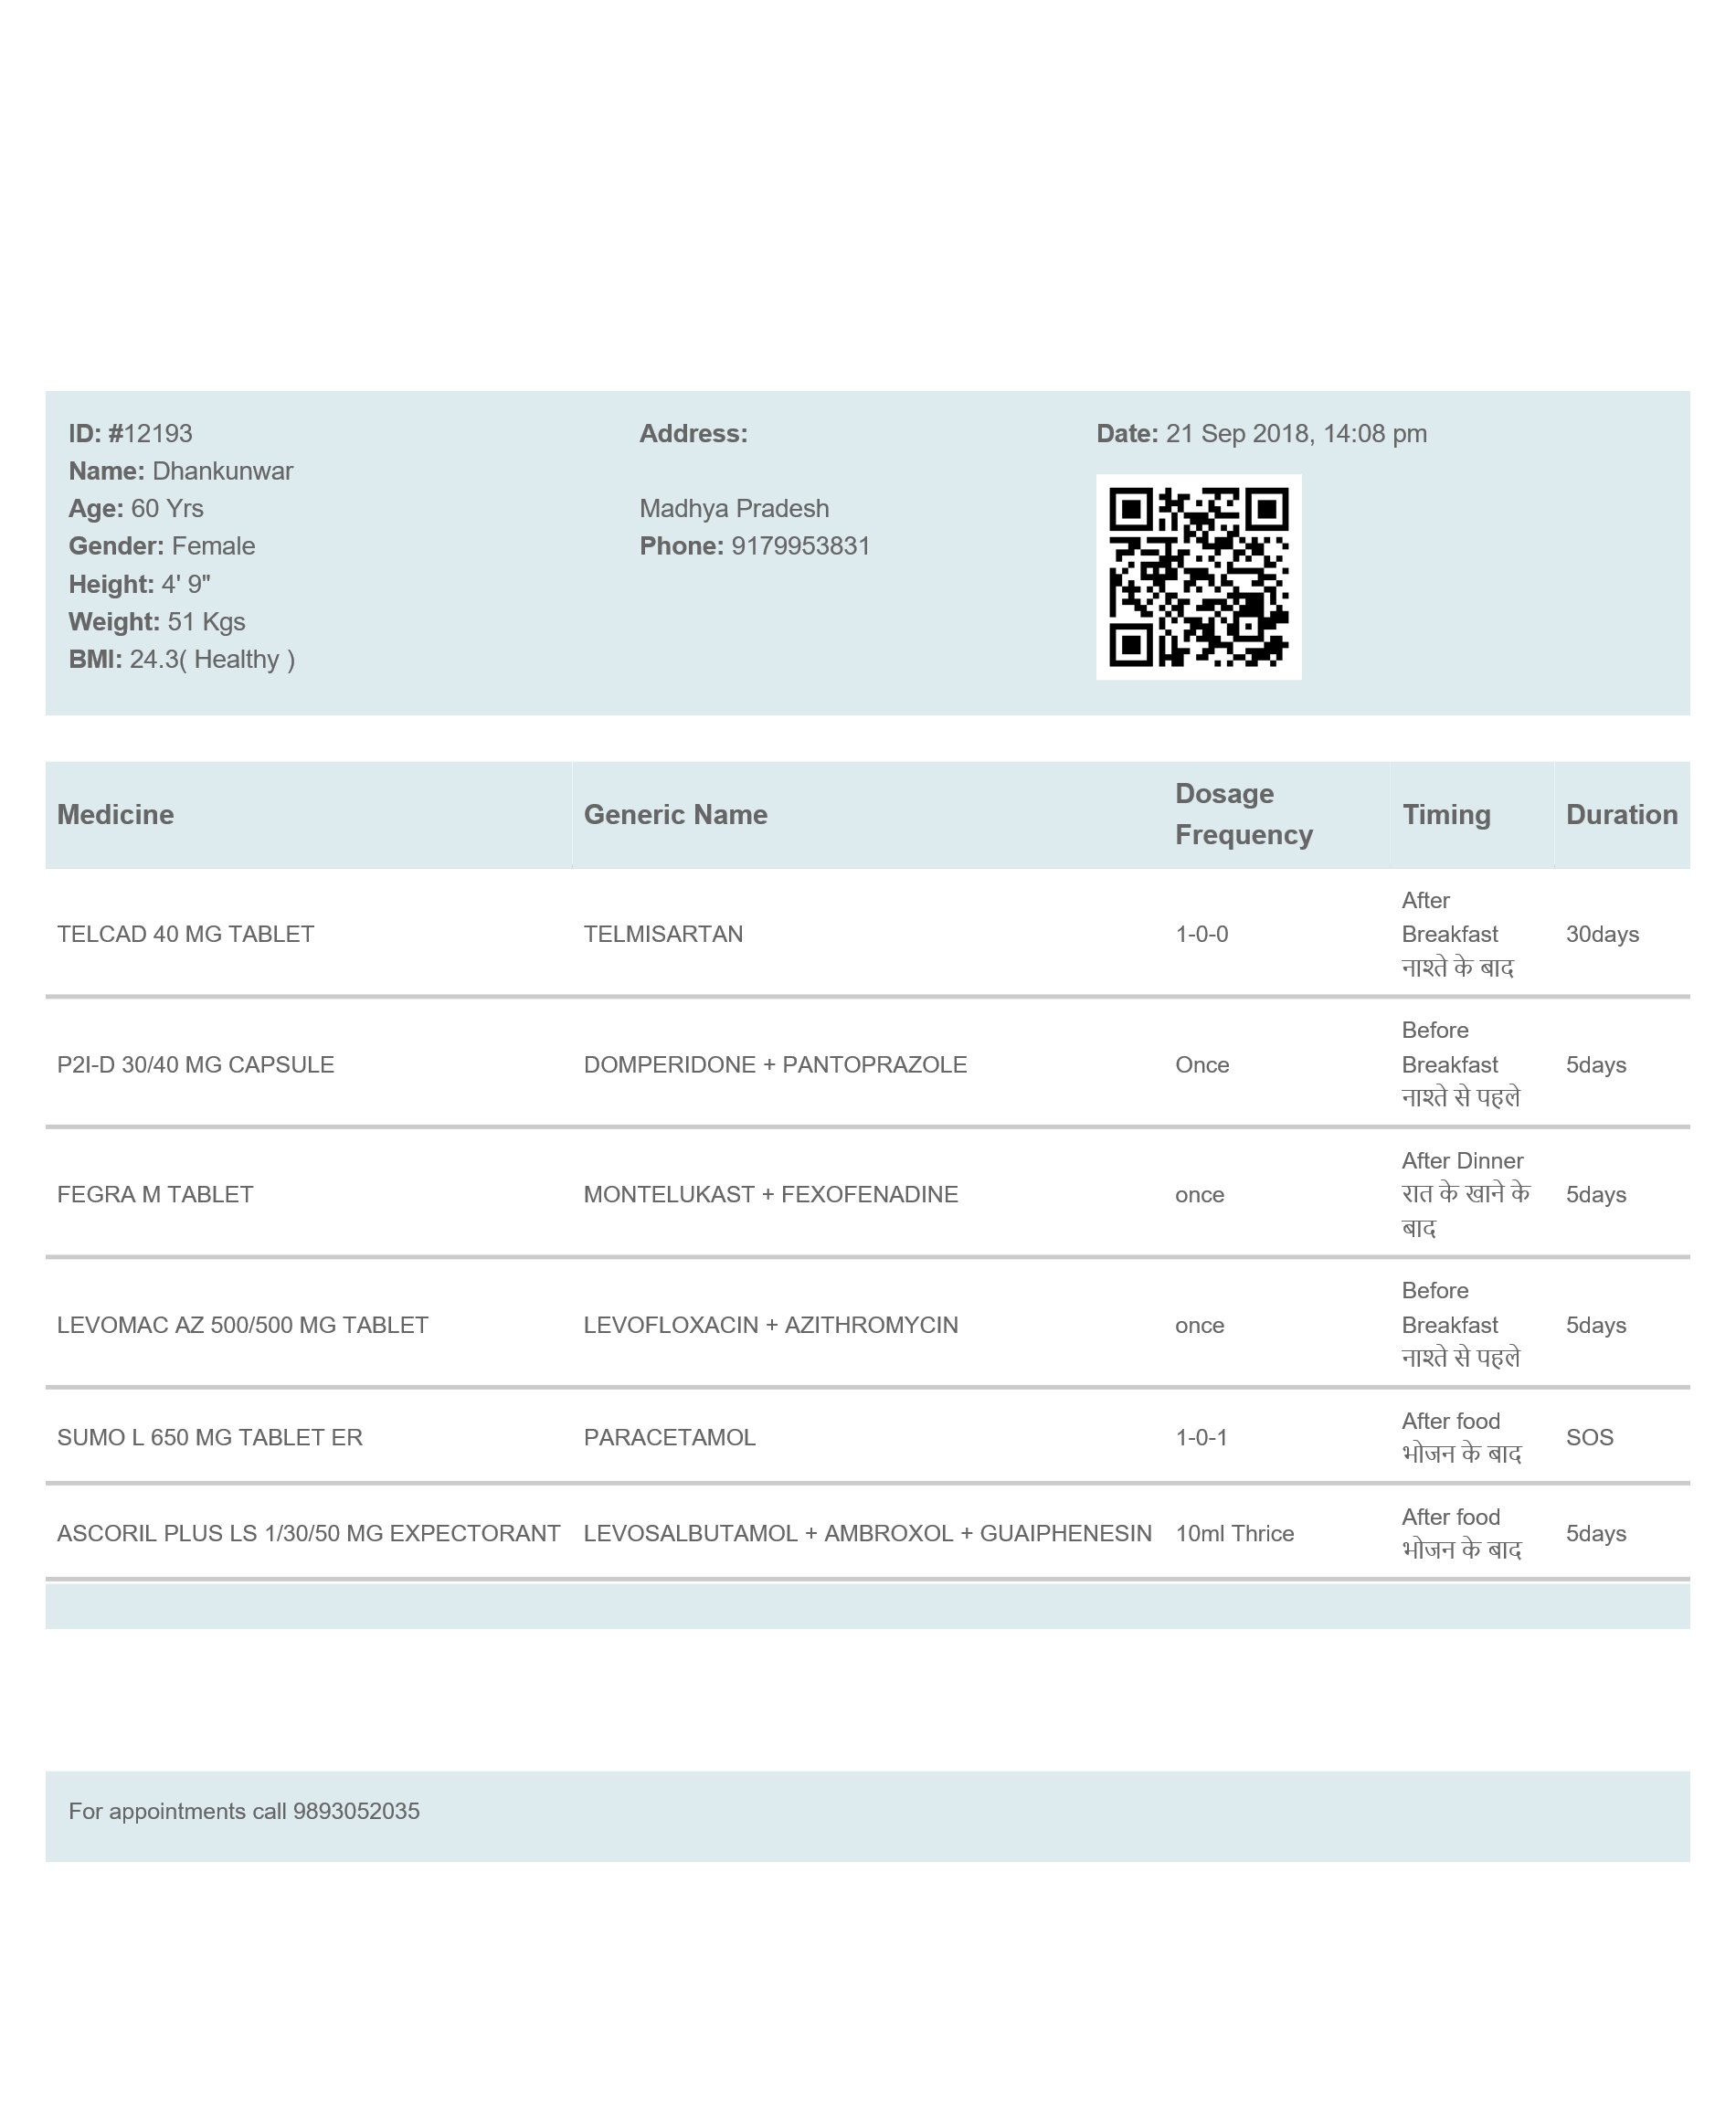 ID: #12193
Name: Dhankunwar
Age: 60 Yrs
Gender: Female
Height: 4' 9"
Weight: 51 Kgs
BMI: 24.3( Healthy )
Address:
Madhya Pradesh
Phone: 9179953831
Date: 21 Sep 2018, 14:08 pm
Medicine Generic Name Dosage Frequency Timing Duration
TELCAD 40 MG TABLET TELMISARTAN 1-0-0 After Breakfast नाश्ते के बाद 30days
P2I-D 30/40 MG CAPSULE DOMPERIDONE + PANTOPRAZOLE Once Before Breakfast नाश्ते से पहले 5days
FEGRA M TABLET MONTELUKAST + FEXOFENADINE once After Dinner रात के खाने के बाद 5days
LEVOMAC AZ 500/500 MG TABLET LEVOFLOXACIN + AZITHROMYCIN once Before Breakfast नाश्ते से पहले 5days
SUMO L 650 MG TABLET ER PARACETAMOL 1-0-1 After food भोजन के बाद SOS
ASCORIL PLUS LS 1/30/50 MG EXPECTORANT LEVOSALBUTAMOL + AMBROXOL + GUAIPHENESIN 10ml Thrice After food भोजन के बाद 5days
For appointments call 9893052035